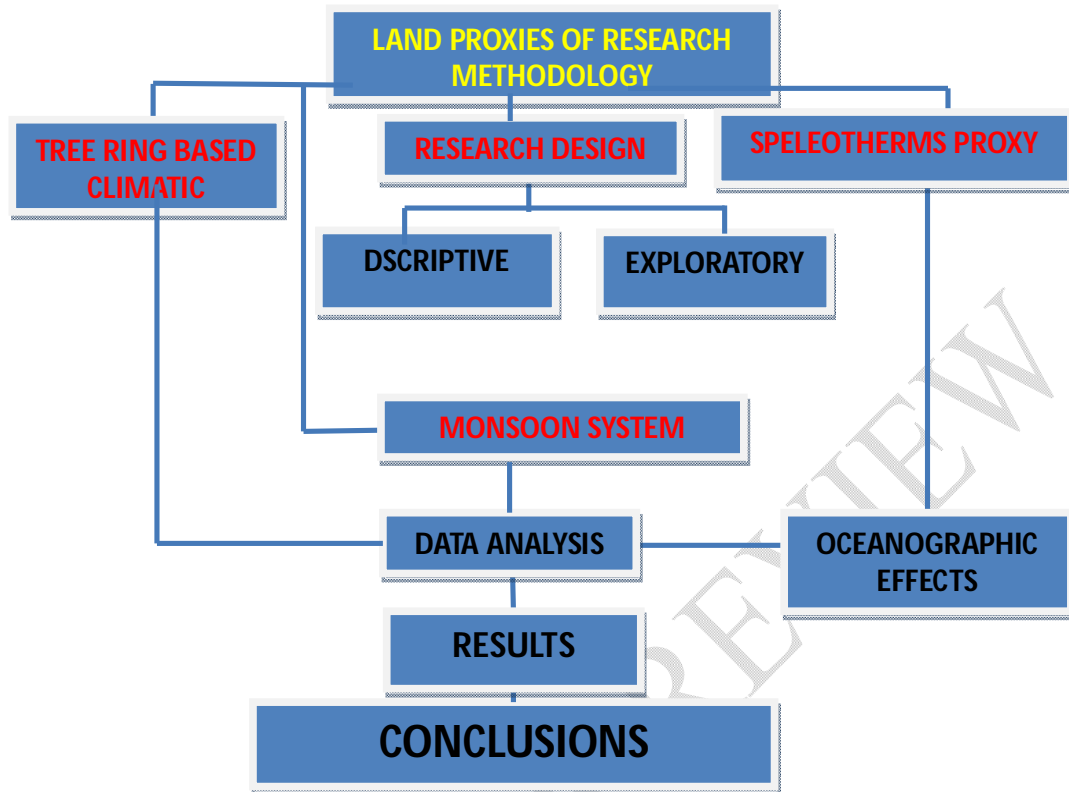 LAND PROXIES OF RESEARCH
METHODOLOGY
TREE RING BASED
CLIMATIC
RESEARCH DESIGN
SPELEOTHERMS PROXY
DSCRIPTIVE
EXPLORATORY
MONSOON SYSTEM
DATA ANALYSIS
OCEANOGRAPHIC
EFFECTS
RESULTS
CONCLUSIONS
REVIEW